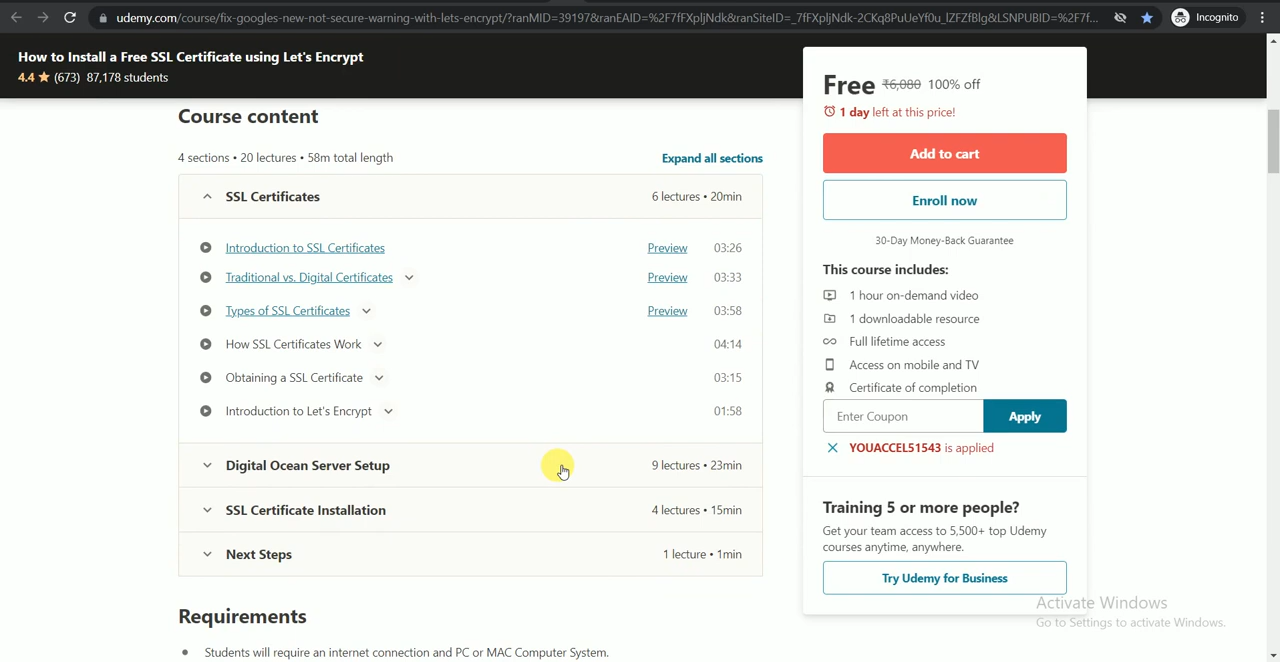 udemy.com/course/fix-googles-new-not-secure-warning-with-lets-encrypt/?ranMID=39197&ranEAID=%2F7fFXpljNdk&ranSiteID=_7fFXpljNdk-2CKq8PuUeYf0u_lZFZfBlg&LSNPUBID=%2F7f...
Incognito
How to Install a Free SSL Certificate using Let's Encrypt
4.4 ★ (673) 87,178 students
Course content
4 sections • 20 lectures • 58m total length
Expand all sections
SSL Certificates 6 lectures • 20min
Introduction to SSL Certificates Preview 03:26
Traditional vs. Digital Certificates Preview 03:33
Types of SSL Certificates Preview 03:58
How SSL Certificates Work 04:14
Obtaining a SSL Certificate 03:15
Introduction to Let's Encrypt 01:58
Digital Ocean Server Setup 9 lectures • 23min
SSL Certificate Installation 4 lectures • 15min
Next Steps 1 lecture • 1min
Requirements
• Students will require an internet connection and PC or MAC Computer System.
Free ₹6,080 100% off
1 day left at this price!
Add to cart
Enroll now
30-Day Money-Back Guarantee
This course includes:
1 hour on-demand video
1 downloadable resource
Full lifetime access
Access on mobile and TV
Certificate of completion
Enter Coupon
Apply
YOUACCEL51543 is applied
Training 5 or more people?
Get your team access to 5,500+ top Udemy
courses anytime, anywhere.
Try Udemy for Business
Activate Windows
Go to Settings to activate Windows.